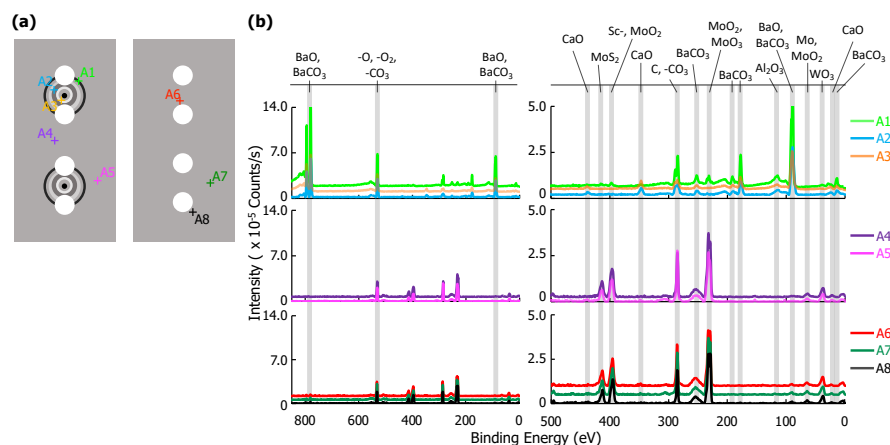 (a)
(b)
A1
A2
A3
A4
A5
A6
A7
A8
BaO,
BaCO₃
-O, -O₂,
-CO₃
BaO,
BaCO₃
CaO
MoS₂
Sc-, MoO₂
CaO
C, -CO₃
BaCO₃
MoO₂,
MoO₃
BaCO₃
BaO,
BaCO₃
Al₂O₃
Mo,
MoO₂
WO₃
CaO
BaCO₃
Intensity ( x 10⁻⁵ Counts/s)
14.0
7.0
0
14.0
7.0
0
14.0
7.0
0
800 600 400 200 0
5.0
2.5
0
5.0
2.5
0
5.0
2.5
0
500 400 300 200 100 0
Binding Energy (eV)
A1
A2
A3
A4
A5
A6
A7
A8